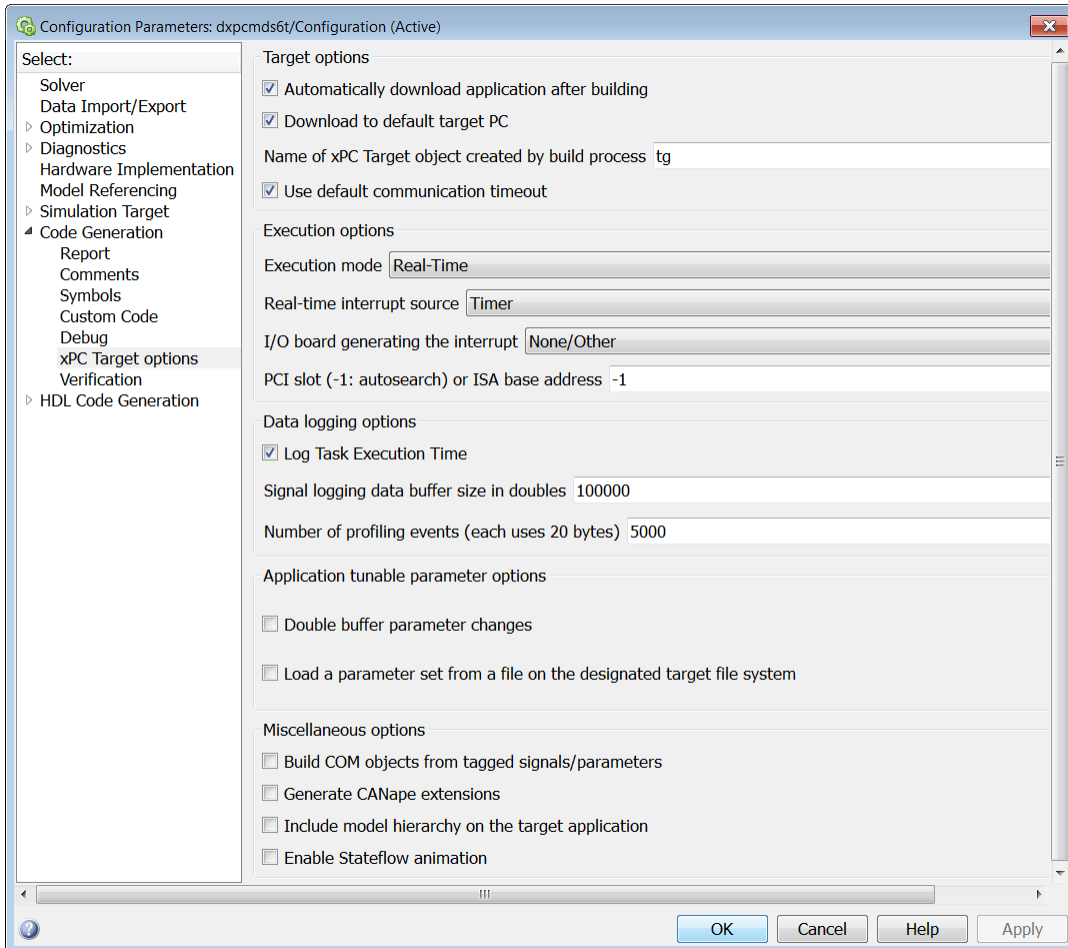 Configuration Parameters: dxpcmds6t/Configuration (Active)
Select:
Solver
Data Import/Export
Optimization
Diagnostics
Hardware Implementation
Model Referencing
Simulation Target
Code Generation
Report
Comments
Symbols
Custom Code
Debug
xPC Target options
Verification
HDL Code Generation
Target options
Automatically download application after building
Download to default target PC
Name of xPC Target object created by build process tg
Use default communication timeout
Execution options
Execution mode Real-Time
Real-time interrupt source Timer
I/O board generating the interrupt None/Other
PCI slot (-1: autosearch) or ISA base address -1
Data logging options
Log Task Execution Time
Signal logging data buffer size in doubles 100000
Number of profiling events (each uses 20 bytes) 5000
Application tunable parameter options
Double buffer parameter changes
Load a parameter set from a file on the designated target file system
Miscellaneous options
Build COM objects from tagged signals/parameters
Generate CANape extensions
Include model hierarchy on the target application
Enable Stateflow animation
OK Cancel Help Apply